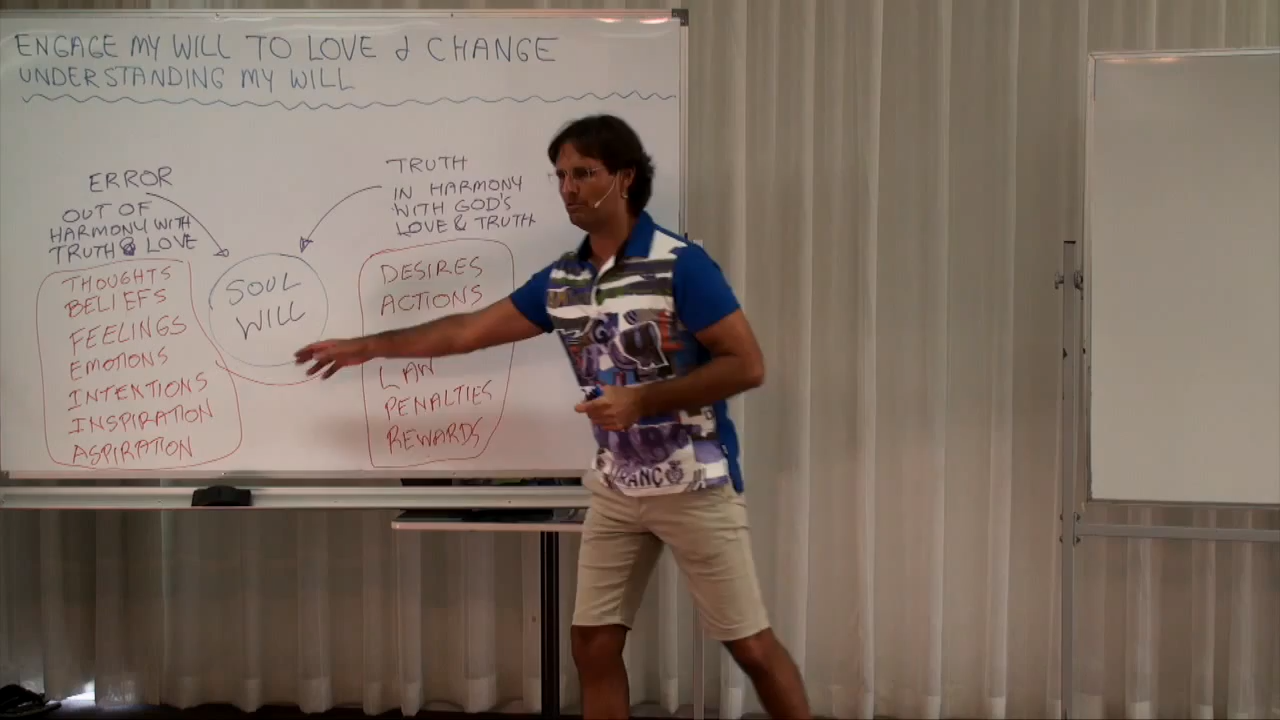 ENGAGE MY WILL TO LOVE & CHANGE
UNDERSTANDING MY WILL
ERROR
OUT OF
HARMONY WITH
TRUTH & LOVE
TRUTH
IN HARMONY
WITH GOD'S
LOVE & TRUTH
SOUL
WILL
THOUGHTS
BELIEFS
FEELINGS
EMOTIONS
INTENTIONS
INSPIRATION
ASPIRATION
DESIRES
ACTIONS
LAW
PENALTIES
REWARDS